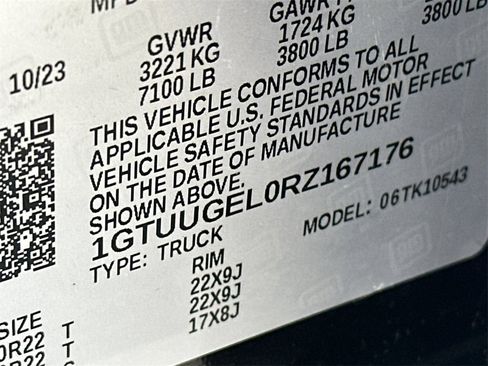 GVWR GAWR
10/23 3221 KG 1724 KG
7100 LB 3800 LB 3800 LB
THIS VEHICLE CONFORMS TO ALL
APPLICABLE U.S. FEDERAL MOTOR
VEHICLE SAFETY STANDARDS IN EFFECT
ON THE DATE OF MANUFACTURE
SHOWN ABOVE.
1GTUUGEL0RZ167176
TYPE: TRUCK MODEL: 06TK10543
RIM
22X9J
SIZE 22X9J
0R22 T 17X8J
0R22 T